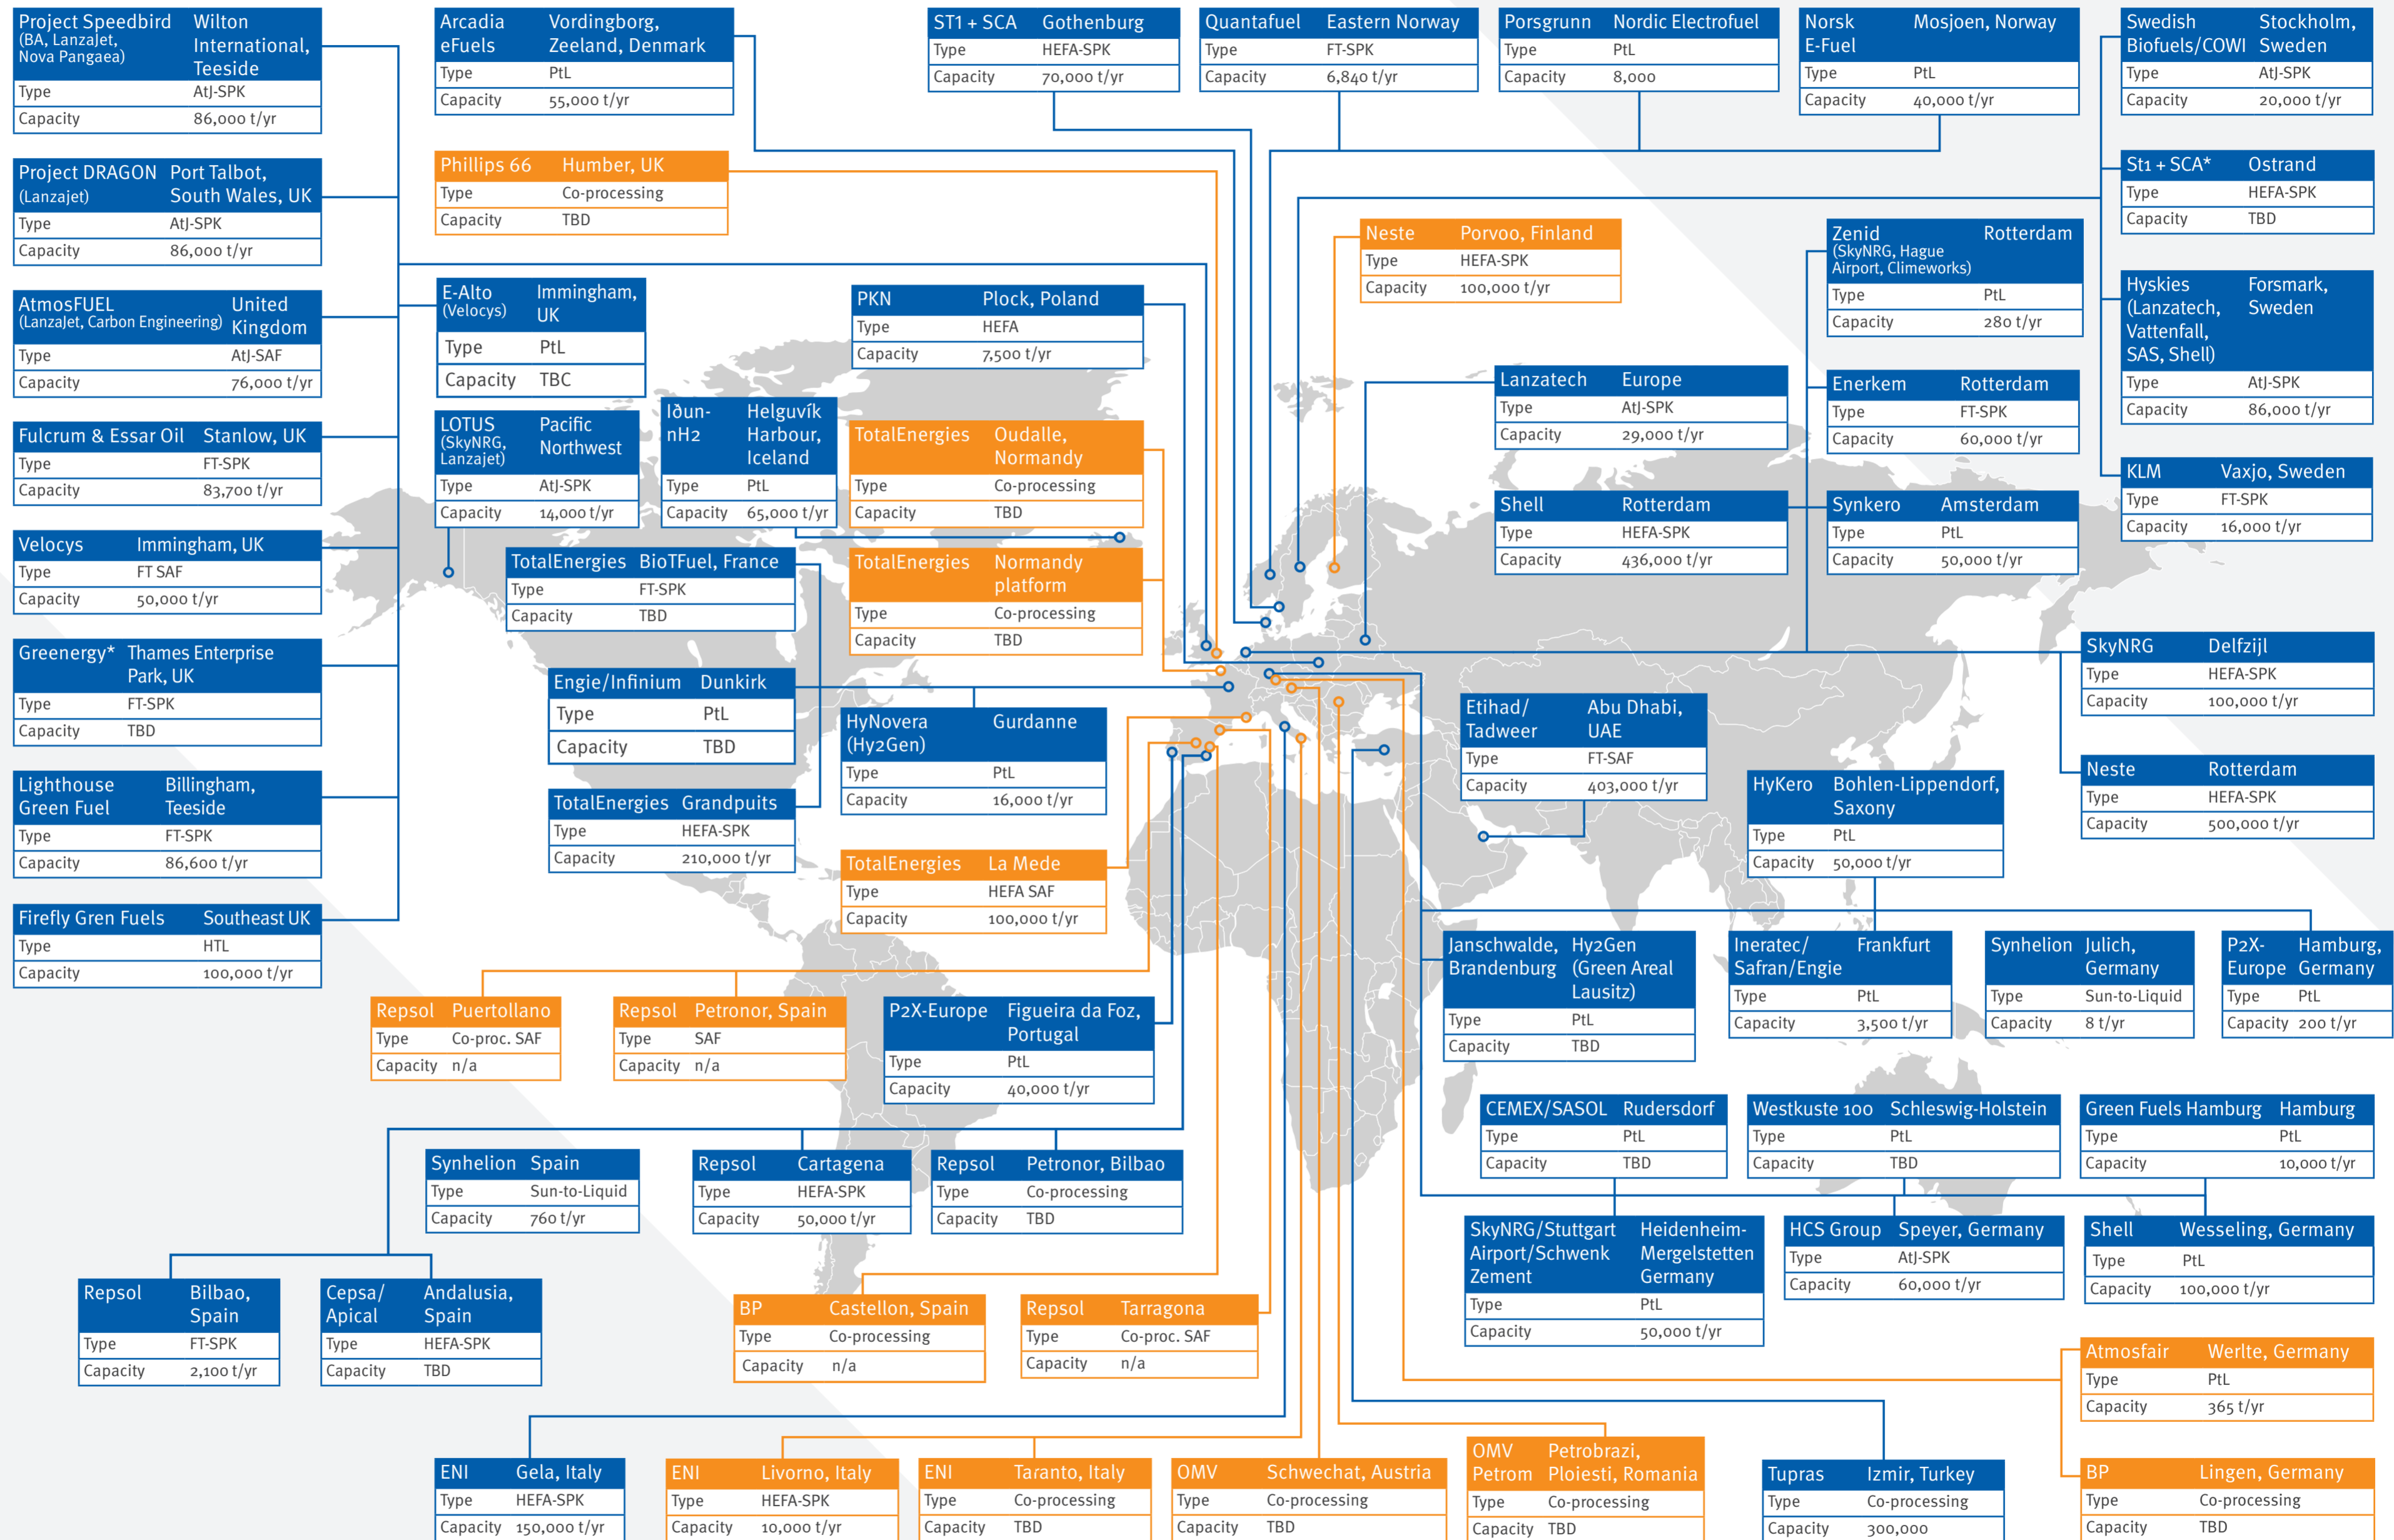 Project Speedbird Wilton
(BA, LanzaJet, International,
Nova Pangaea) Teeside
Type AtJ-SPK
Capacity 86,000 t/yr
Arcadia Vordingborg,
eFuels Zeeland, Denmark
Type PtL
Capacity 55,000 t/yr
ST1 + SCA Gothenburg
Type HEFA-SPK
Capacity 70,000 t/yr
Quantafuel Eastern Norway
Type FT-SPK
Capacity 6,840 t/yr
Porsgrunn Nordic Electrofuel
Type PtL
Capacity 8,000
Norsk Mosjoen, Norway
E-Fuel
Type PtL
Capacity 40,000 t/yr
Swedish Stockholm,
Biofuels/COWI Sweden
Type AtJ-SPK
Capacity 20,000 t/yr
Project DRAGON Port Talbot,
(Lanzajet) South Wales, UK
Type AtJ-SPK
Capacity 86,000 t/yr
Phillips 66 Humber, UK
Type Co-processing
Capacity TBD
St1 + SCA* Ostrand
Type HEFA-SPK
Capacity TBD
Neste Porvoo, Finland
Type HEFA-SPK
Capacity 100,000 t/yr
Zenid Rotterdam
(SkyNRG, Hague
Airport, Climeworks)
Type PtL
Capacity 280 t/yr
Hyskies Forsmark,
(Lanzatech, Sweden
Vattenfall,
SAS, Shell)
Type AtJ-SPK
Capacity 86,000 t/yr
AtmosFUEL United
(LanzaJet, Carbon Engineering) Kingdom
Type AtJ-SAF
Capacity 76,000 t/yr
E-Alto Immingham,
(Velocys) UK
Type PtL
Capacity TBC
PKN Plock, Poland
Type HEFA
Capacity 7,500 t/yr
Lanzatech Europe
Type AtJ-SPK
Capacity 29,000 t/yr
Enerkem Rotterdam
Type FT-SPK
Capacity 60,000 t/yr
Fulcrum & Essar Oil Stanlow, UK
Type FT-SPK
Capacity 83,700 t/yr
LOTUS Pacific
(SkyNRG, Northwest
Lanzajet)
Type AtJ-SPK
Capacity 14,000 t/yr
Iðun- Helguvík
nH2 Harbour,
Iceland
Type PtL
Capacity 65,000 t/yr
TotalEnergies Oudalle,
Normandy
Type Co-processing
Capacity TBD
KLM Vaxjo, Sweden
Type FT-SPK
Capacity 16,000 t/yr
Shell Rotterdam
Type HEFA-SPK
Capacity 436,000 t/yr
Synkero Amsterdam
Type PtL
Capacity 50,000 t/yr
Velocys Immingham, UK
Type FT SAF
Capacity 50,000 t/yr
TotalEnergies BioTFuel, France
Type FT-SPK
Capacity TBD
TotalEnergies Normandy
platform
Type Co-processing
Capacity TBD
Greenergy* Thames Enterprise
Park, UK
Type FT-SPK
Capacity TBD
SkyNRG Delfzijl
Type HEFA-SPK
Capacity 100,000 t/yr
Engie/Infinium Dunkirk
Type PtL
Capacity TBD
HyNovera Gurdanne
(Hy2Gen)
Type PtL
Capacity 16,000 t/yr
Etihad/ Abu Dhabi,
Tadweer UAE
Type FT-SAF
Capacity 403,000 t/yr
Neste Rotterdam
Type HEFA-SPK
Capacity 500,000 t/yr
HyKero Bohlen-Lippendorf,
Saxony
Type PtL
Capacity 50,000 t/yr
Lighthouse Billingham,
Green Fuel Teeside
Type FT-SPK
Capacity 86,600 t/yr
TotalEnergies Grandpuits
Type HEFA-SPK
Capacity 210,000 t/yr
TotalEnergies La Mede
Type HEFA SAF
Capacity 100,000 t/yr
Firefly Gren Fuels Southeast UK
Type HTL
Capacity 100,000 t/yr
Janschwalde, Hy2Gen
Brandenburg (Green Areal
Lausitz)
Type PtL
Capacity TBD
Ineratec/ Frankfurt
Safran/Engie
Type PtL
Capacity 3,500 t/yr
Synhelion Julich,
Germany
Type Sun-to-Liquid
Capacity 8 t/yr
P2X- Hamburg,
Europe Germany
Type PtL
Capacity 200 t/yr
Repsol Puertollano
Type Co-proc. SAF
Capacity n/a
Repsol Petronor, Spain
Type SAF
Capacity n/a
P2X-Europe Figueira da Foz,
Portugal
Type PtL
Capacity 40,000 t/yr
CEMEX/SASOL Rudersdorf
Type PtL
Capacity TBD
Westkuste 100 Schleswig-Holstein
Type PtL
Capacity TBD
Green Fuels Hamburg Hamburg
Type PtL
Capacity 10,000 t/yr
Synhelion Spain
Type Sun-to-Liquid
Capacity 760 t/yr
Repsol Cartagena
Type HEFA-SPK
Capacity 50,000 t/yr
Repsol Petronor, Bilbao
Type Co-processing
Capacity TBD
SkyNRG/Stuttgart Heidenheim-
Airport/Schwenk Mergelstetten
Zement Germany
Type PtL
Capacity 50,000 t/yr
HCS Group Speyer, Germany
Type AtJ-SPK
Capacity 60,000 t/yr
Shell Wesseling, Germany
Type PtL
Capacity 100,000 t/yr
Repsol Bilbao,
Spain
Type FT-SPK
Capacity 2,100 t/yr
Cepsa/ Andalusia,
Apical Spain
Type HEFA-SPK
Capacity TBD
BP Castellon, Spain
Type Co-processing
Capacity n/a
Repsol Tarragona
Type Co-proc. SAF
Capacity n/a
Atmosfair Werlte, Germany
Type PtL
Capacity 365 t/yr
ENI Gela, Italy
Type HEFA-SPK
Capacity 150,000 t/yr
ENI Livorno, Italy
Type HEFA-SPK
Capacity 10,000 t/yr
ENI Taranto, Italy
Type Co-processing
Capacity TBD
OMV Schwechat, Austria
Type Co-processing
Capacity TBD
OMV Petrobrazi,
Petrom Ploiesti, Romania
Type Co-processing
Capacity TBD
Tupras Izmir, Turkey
Type Co-processing
Capacity 300,000
BP Lingen, Germany
Type Co-processing
Capacity TBD